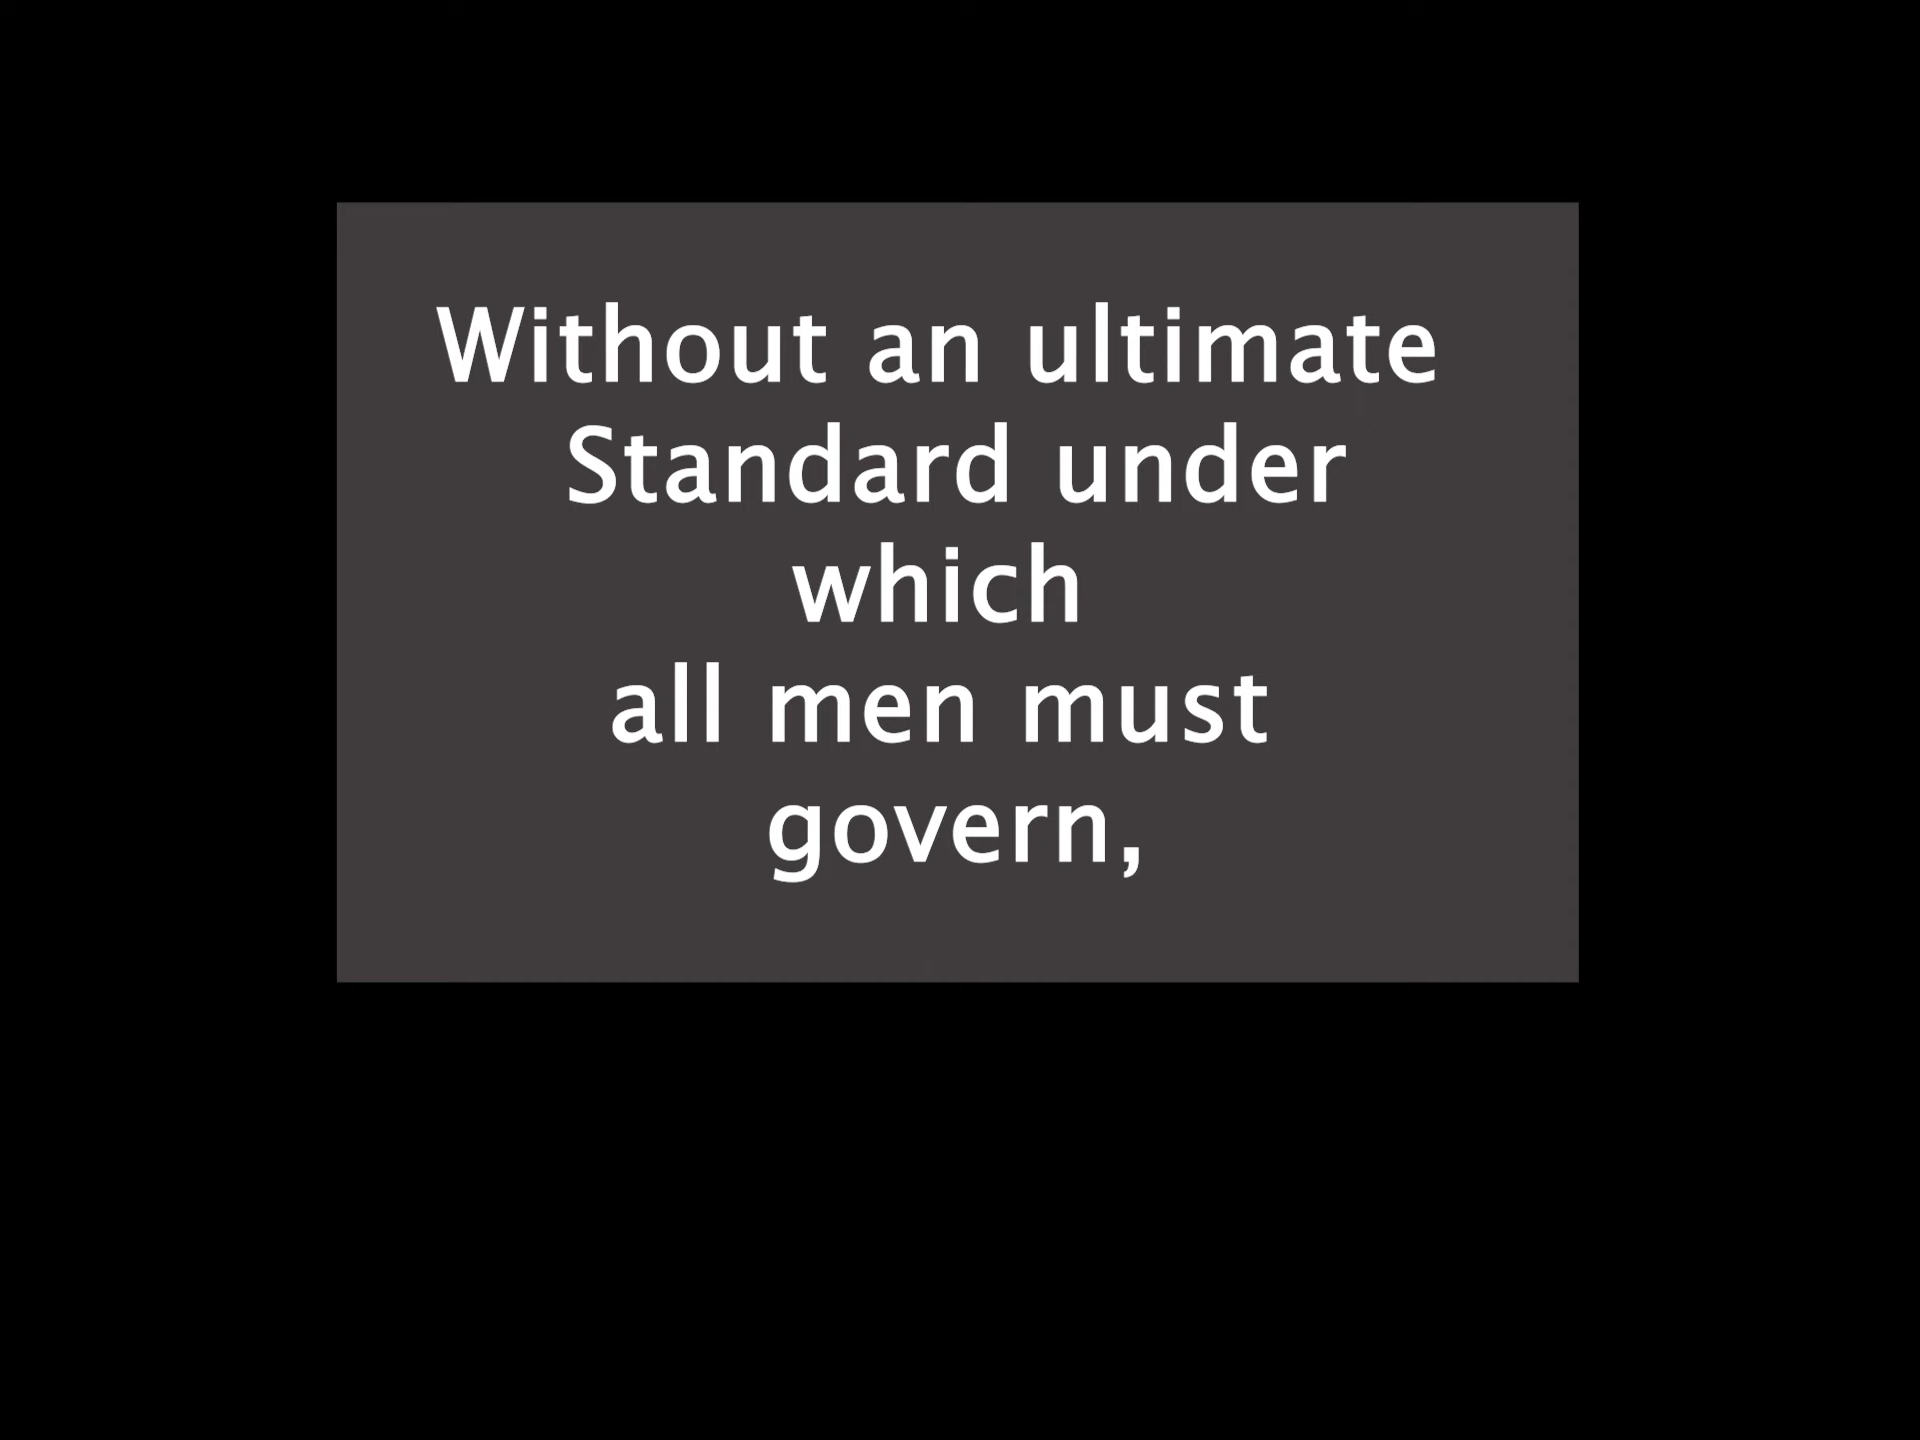 Without an ultimate
Standard under
which
all men must
govern,